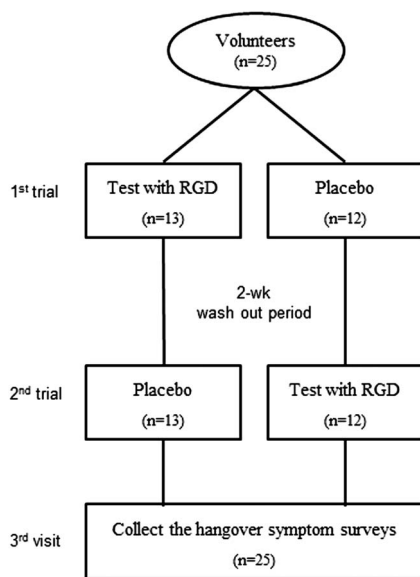 Volunteers
(n=25)
1st trial
Test with RGD
(n=13)
Placebo
(n=12)
2-wk
wash out period
2nd trial
Placebo
(n=13)
Test with RGD
(n=12)
3rd visit
Collect the hangover symptom surveys
(n=25)